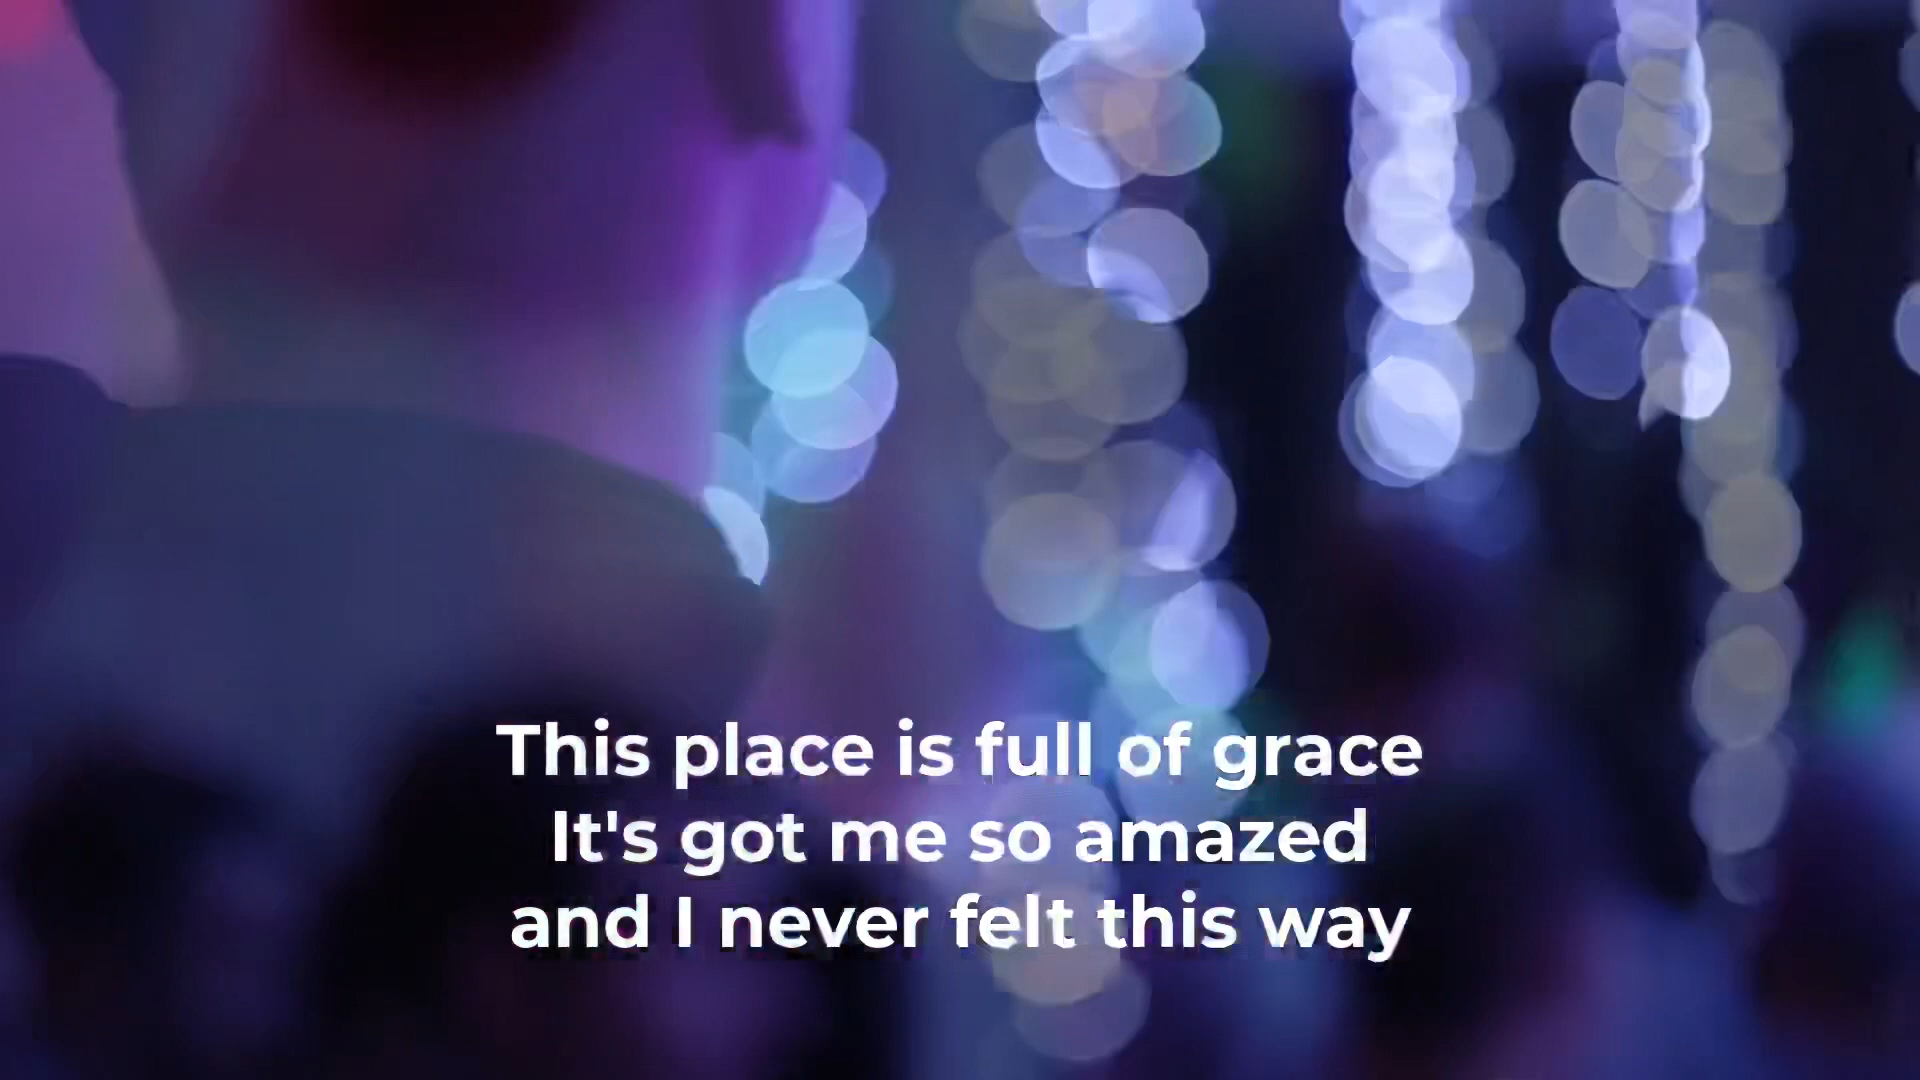 This place is full of grace
It's got me so amazed
and I never felt this way